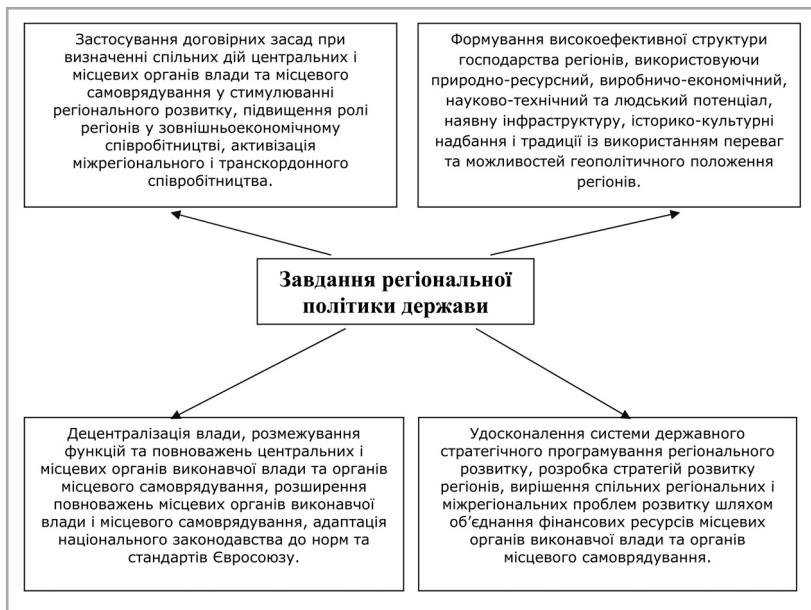 Застосування договірних засад при
визначенні спільних дій центральних і
місцевих органів влади та місцевого
самоврядування у стимулюванні
регіонального розвитку, підвищення ролі
регіонів у зовнішньоекономічному
співробітництві, активізація
міжрегіонального і транскордонного
співробітництва.
Формування високоефективної структури
господарства регіонів, використовуючи
природно-ресурсний, виробничо-економічний,
науково-технічний та людський потенціал,
наявну інфраструктуру, історико-культурні
надбання і традиції із використанням переваг
та можливостей геополітичного положення
регіонів.
Завдання регіональної
політики держави
Децентралізація влади, розмежування
функцій та повноважень центральних і
місцевих органів виконавчої влади та органів
місцевого самоврядування, розширення
повноважень місцевих органів виконавчої
влади і місцевого самоврядування, адаптація
національного законодавства до норм та
стандартів Євросоюзу.
Удосконалення системи державного
стратегічного програмування регіонального
розвитку, розробка стратегій розвитку
регіонів, вирішення спільних регіональних і
міжрегіональних проблем розвитку шляхом
об’єднання фінансових ресурсів місцевих
органів виконавчої влади та органів
місцевого самоврядування.